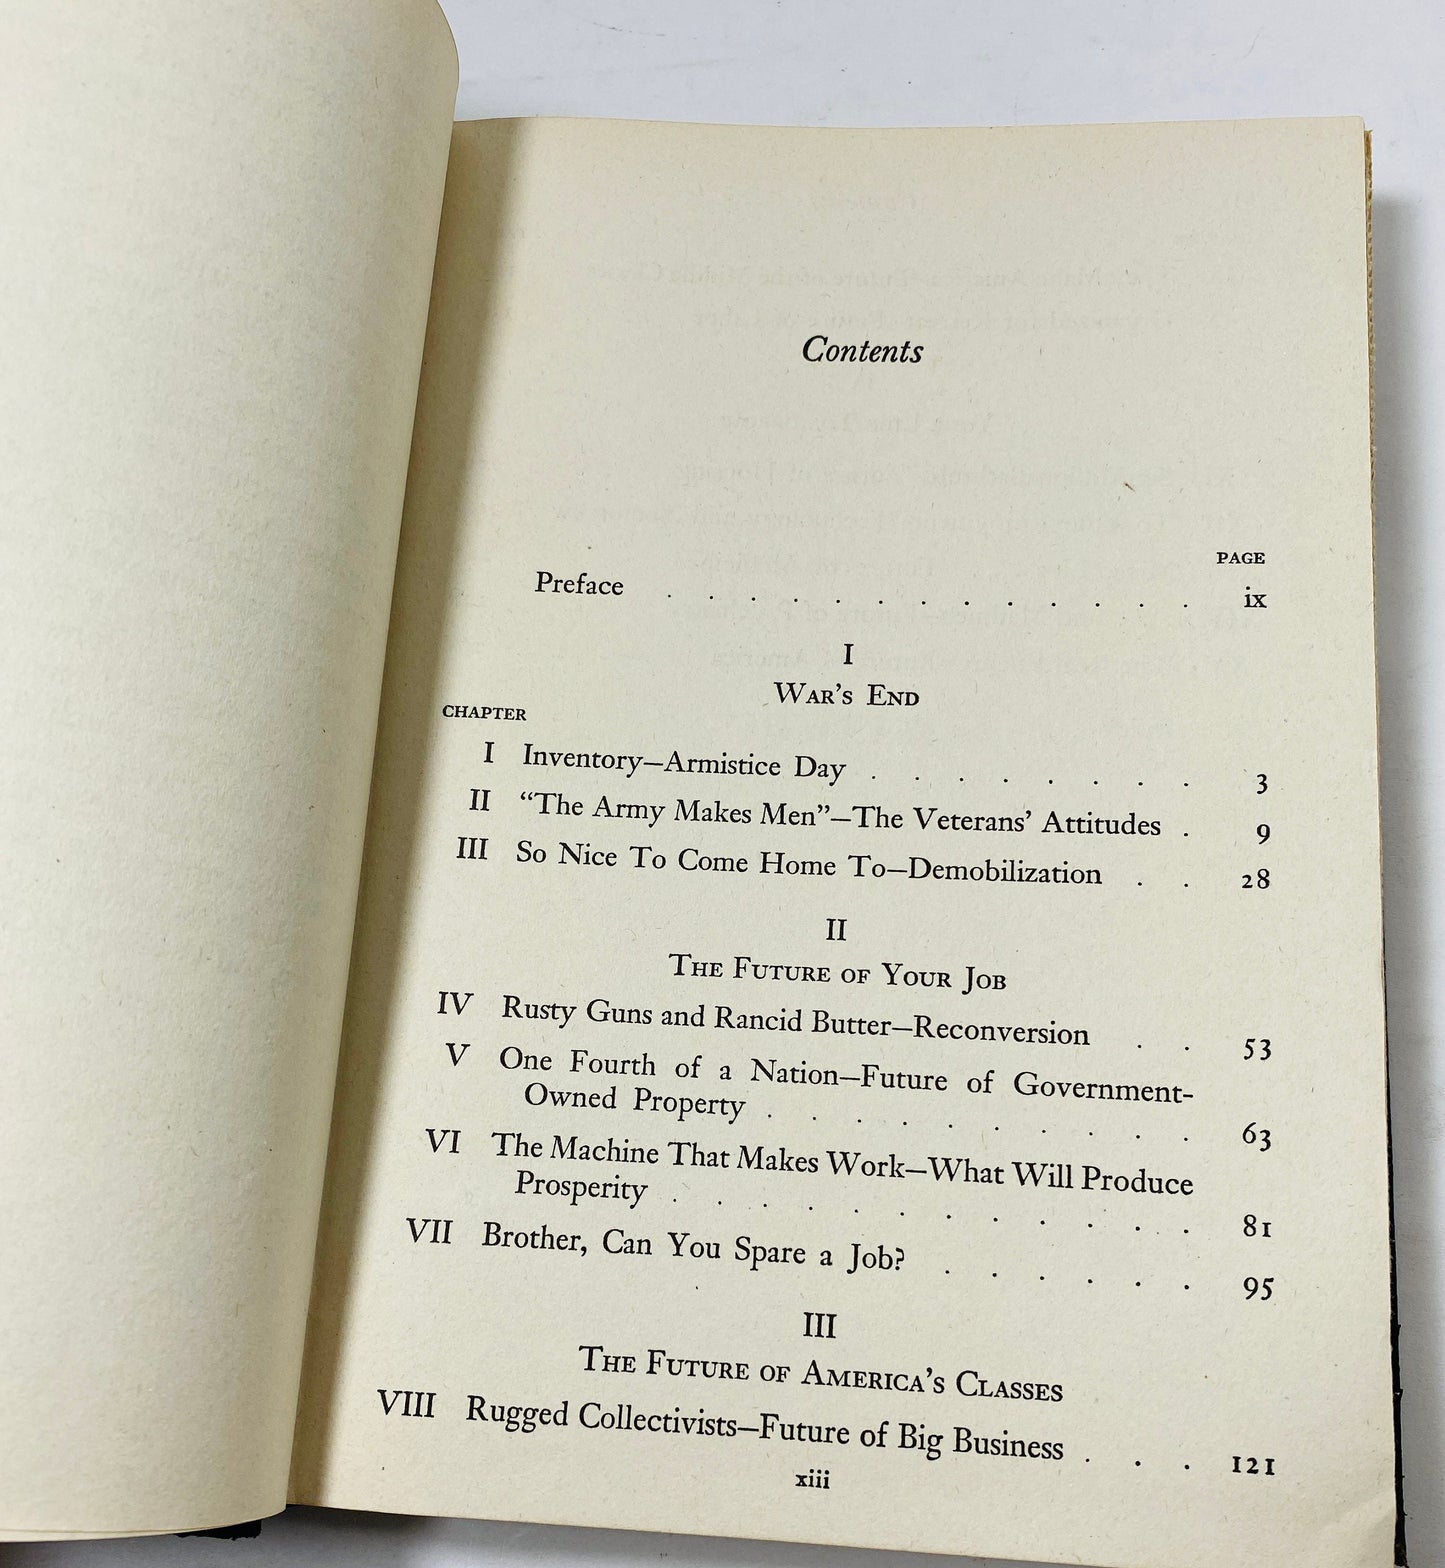 Contents
PAGE
Preface . . . . . . . . . . . . . ix
I
War's End
CHAPTER
I Inventory—Armistice Day . . . . . . . . 3
II “The Army Makes Men”—The Veterans’ Attitudes . 9
III So Nice To Come Home To—Demobilization . . 28
II
The Future of Your Job
IV Rusty Guns and Rancid Butter—Reconversion . . 53
V One Fourth of a Nation—Future of Government-
Owned Property . . . . . . . . . . 63
VI The Machine That Makes Work—What Will Produce
Prosperity . . . . . . . . . . . . 81
VII Brother, Can You Spare a Job? . . . . . . 95
III
The Future of America's Classes
VIII Rugged Collectivists—Future of Big Business . . . 121
xiii